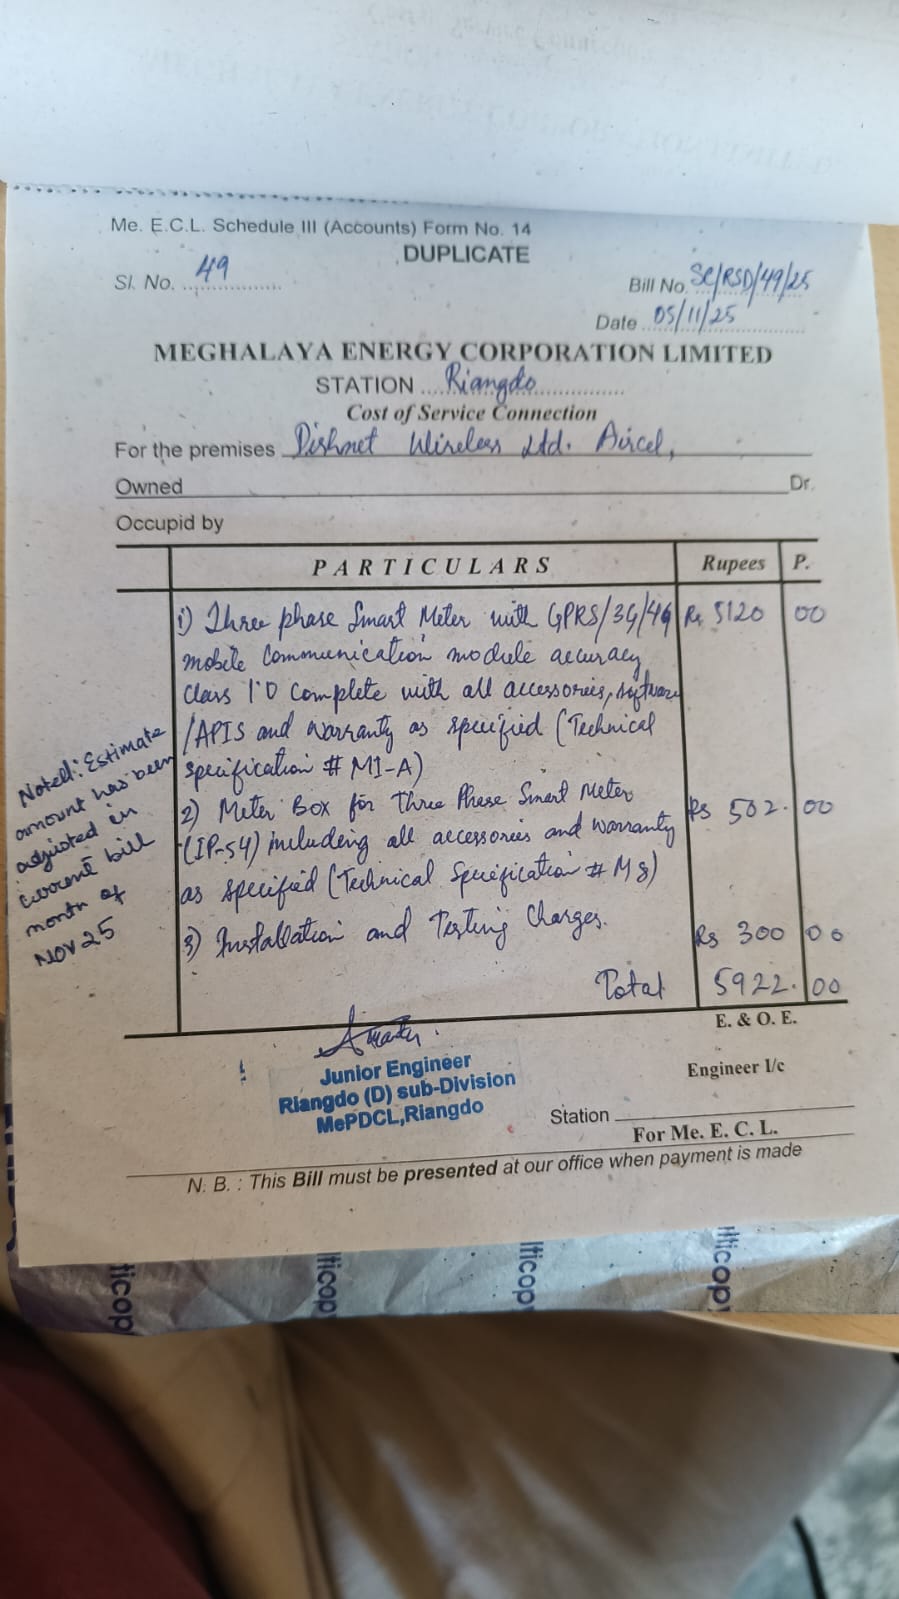 Me. E.C.L. Schedule III (Accounts) Form No. 14
DUPLICATE
Sl. No. 49
Bill No. SC/RSD/49/25
Date 05/11/25
MEGHALAYA ENERGY CORPORATION LIMITED
STATION Riangdo
Cost of Service Connection
For the premises Dishnet Wireless Ltd. Aircel,
Owned Dr.
Occupid by
PARTICULARS Rupees P.
1) Three phase Smart Meter with GPRS/3G/4G Rs. 5120 00
mobile Communication module accuracy
Class 1.0 Complete with all accessories, software
/APIS and warranty as specified (Technical
specification # M1-A)
2) Meter Box for Three Phase Smart Meter Rs 502. 00
(IP-54) including all accessories and warranty
as specified (Technical Specification # M8)
3) Installation and Testing Charges. Rs 300 00
Total 5922. 00
Noted: Estimate
amount has been
adjusted in
current bill
month of
NOV 25
E. & O. E.
Junior Engineer
Riangdo (D) sub-Division
MePDCL,Riangdo
Engineer I/c
Station
For Me. E. C. L.
N. B. : This Bill must be presented at our office when payment is made
lticop
lticop
lticop
lticop